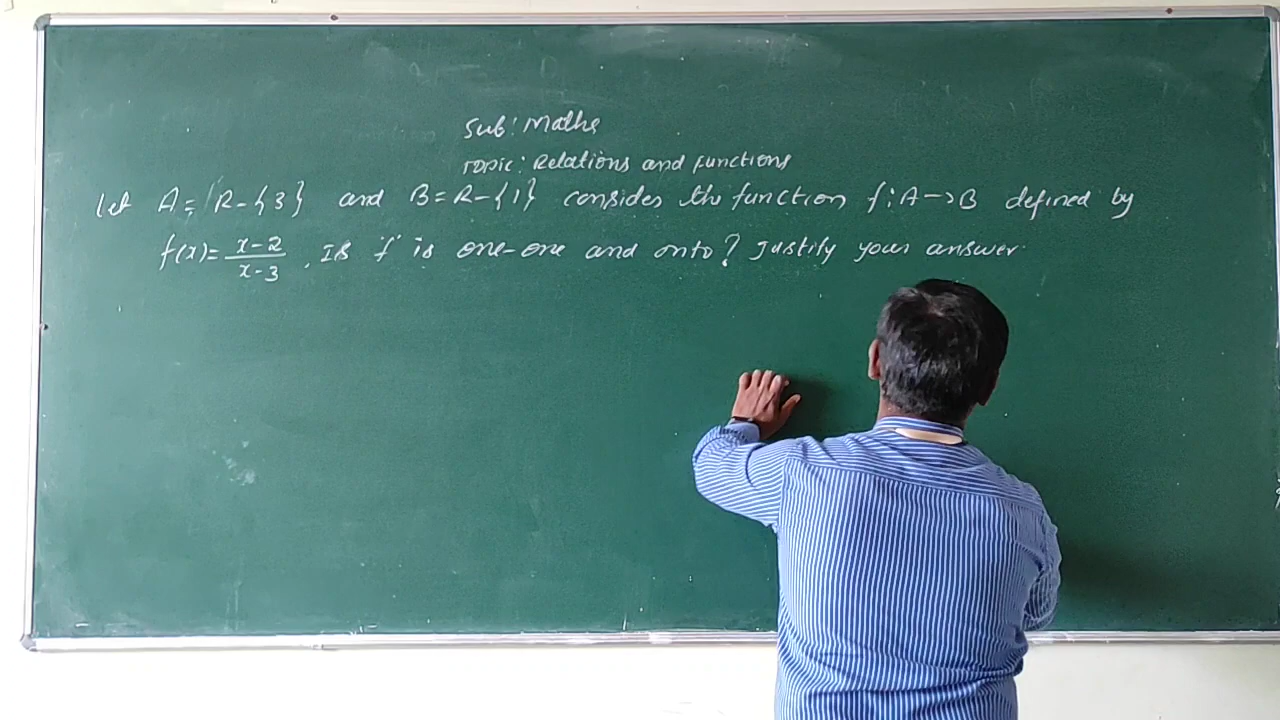 Sub: Maths
Topic: Relations and functions
Let A = R-{3} and B = R-{1} consider the function f: A->B defined by
f(x) = x-2/x-3 . Is f is one-one and onto? Justify your answer.